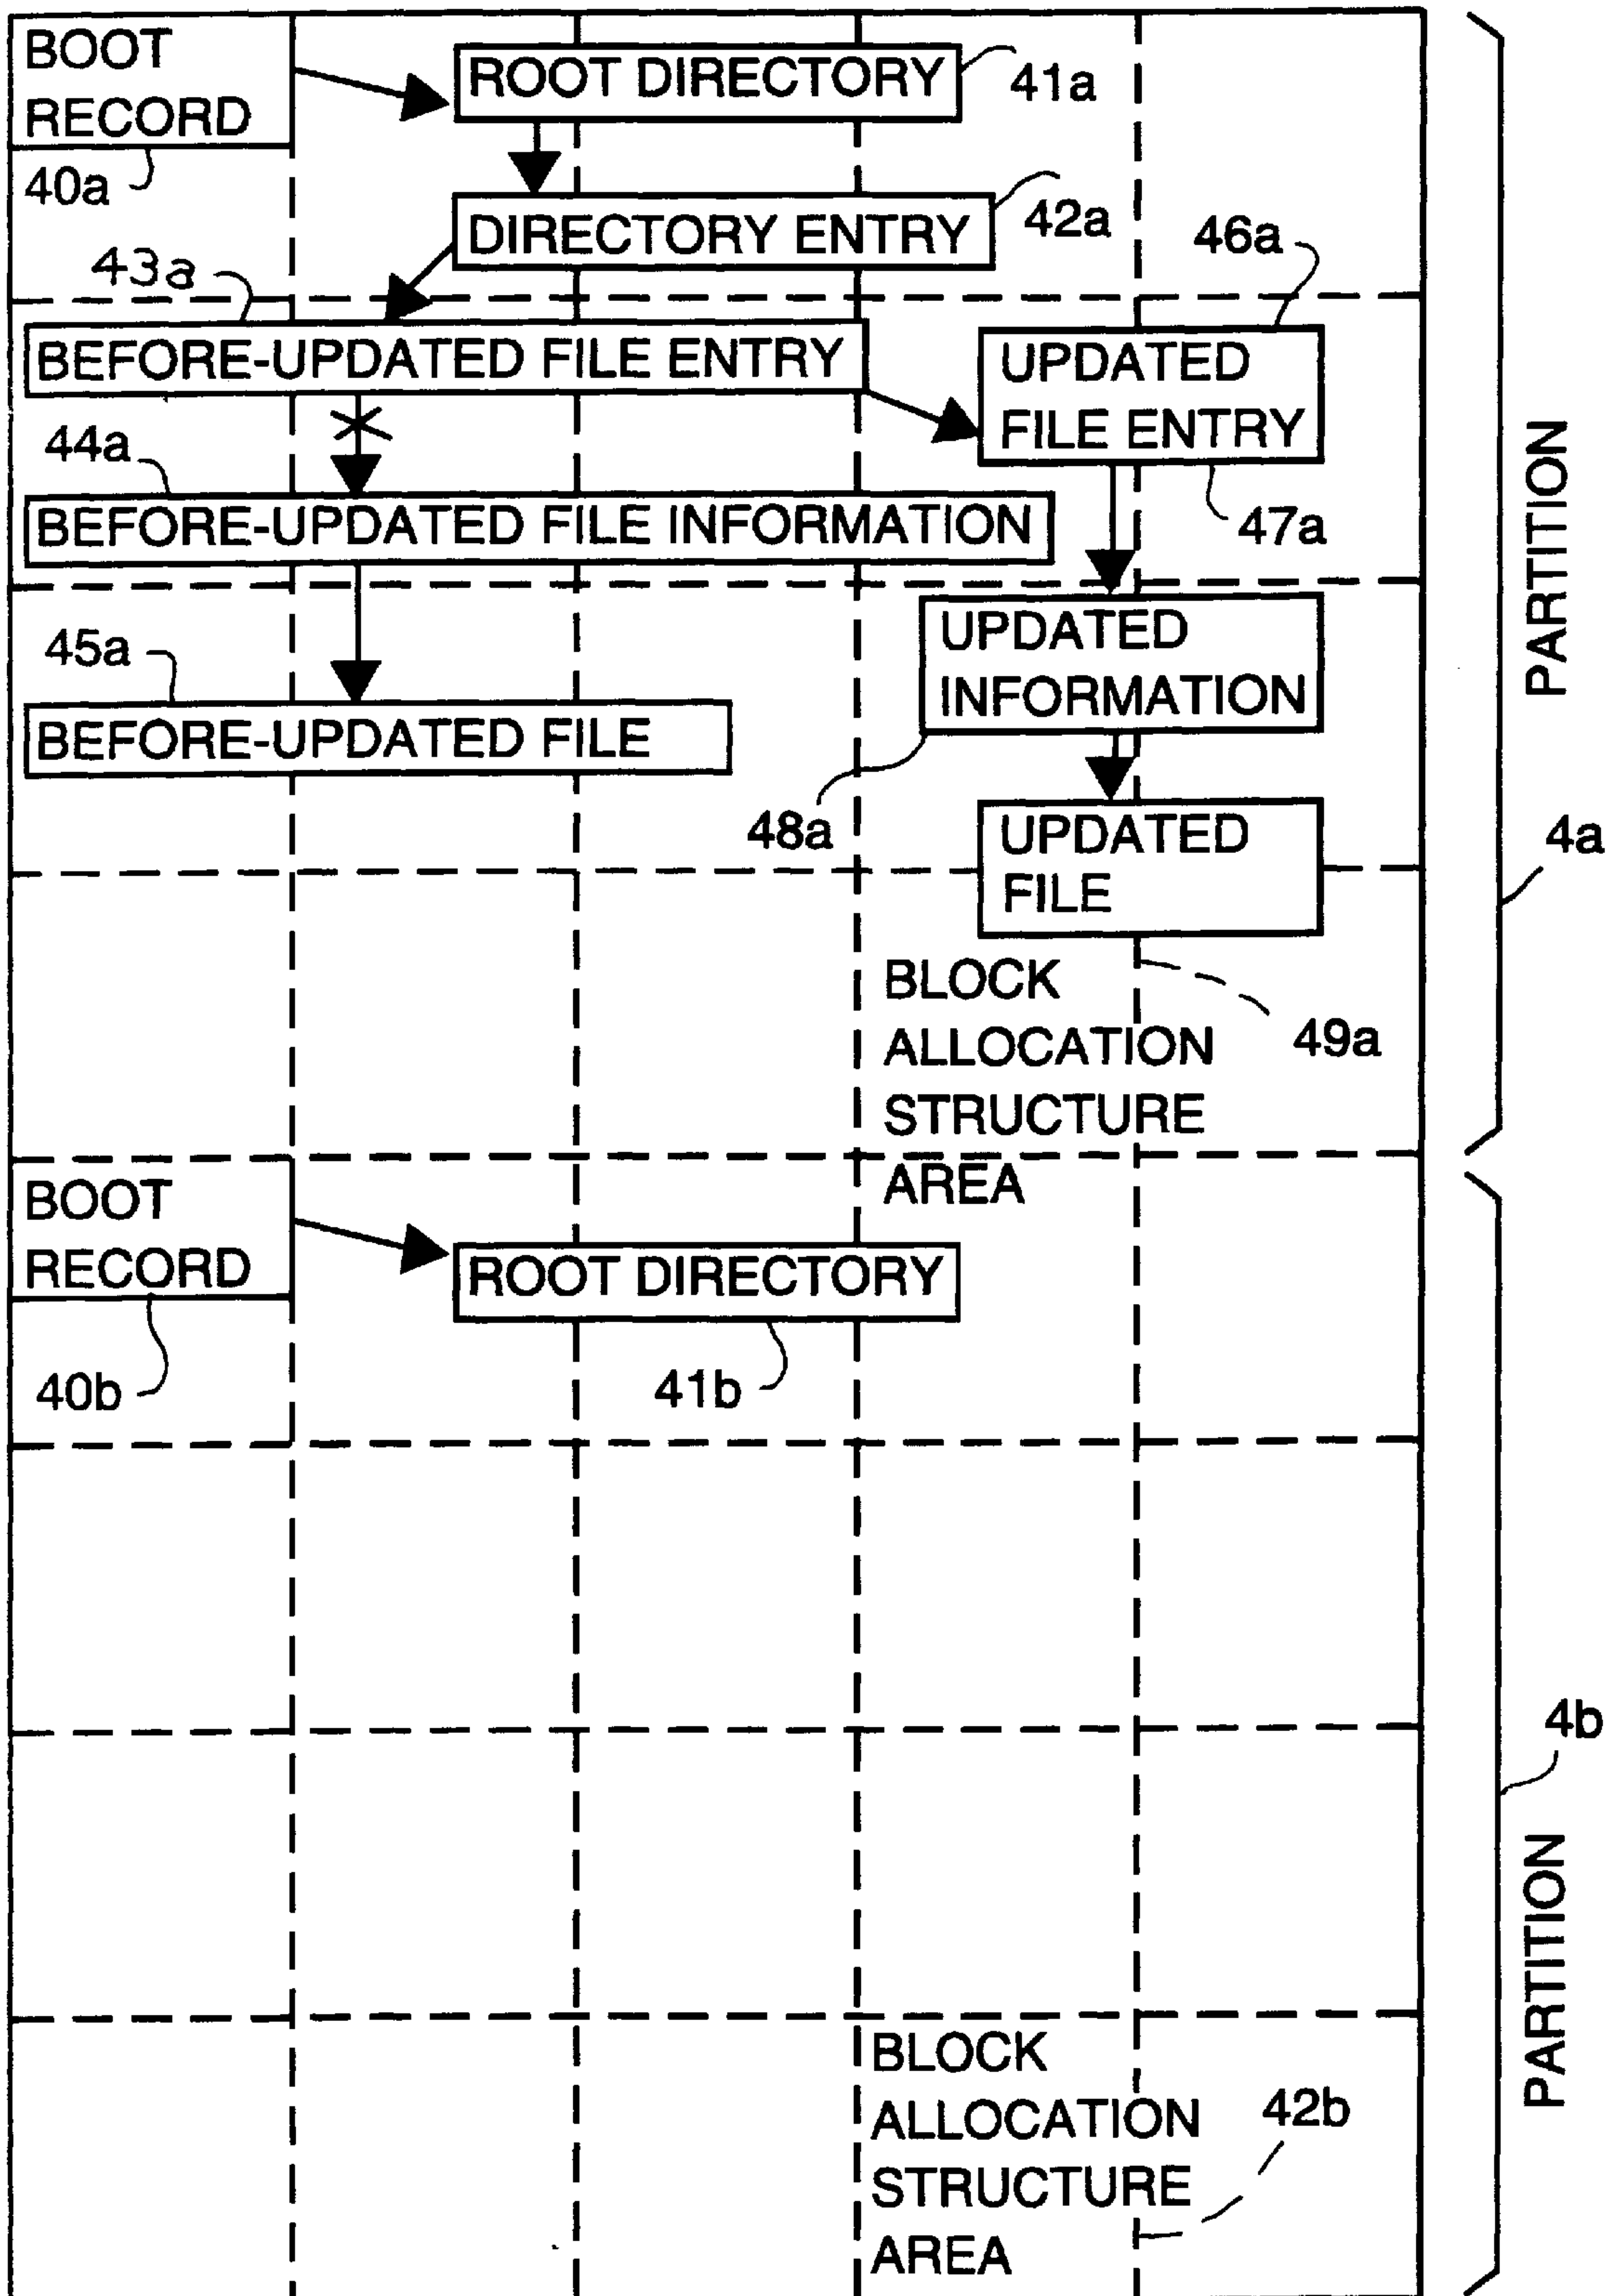 BOOT
RECORD
40a
ROOT DIRECTORY
41a
DIRECTORY ENTRY
42a
43a
46a
BEFORE-UPDATED FILE ENTRY
UPDATED
FILE ENTRY
44a
47a
BEFORE-UPDATED FILE INFORMATION
45a
UPDATED
INFORMATION
BEFORE-UPDATED FILE
48a
UPDATED
FILE
BLOCK
ALLOCATION
STRUCTURE
AREA
49a
PARTITION
4a
BOOT
RECORD
ROOT DIRECTORY
40b
41b
4b
PARTITION
BLOCK
ALLOCATION
STRUCTURE
AREA
42b